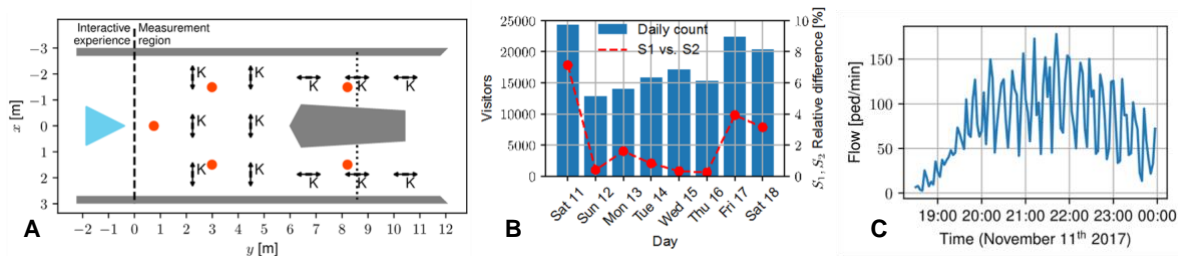 Interactive experience
Measurement region
−3
−2
−1
0
1
2
3
x [m]
K K K K K
K K
K K K K K
−2 −1 0 1 2 3 4 5 6 7 8 9 10 11 12
y [m]
A
25000
20000
15000
10000
5000
0
Visitors
Daily count
S1 vs. S2
10
8
6
4
2
0
S1, S2 Relative difference [%]
Sat 11
Sun 12
Mon 13
Tue 14
Wed 15
Thu 16
Fri 17
Sat 18
Day
B
150
100
50
0
Flow [ped/min]
19:00 20:00 21:00 22:00 23:00 00:00
Time (November 11th 2017)
C